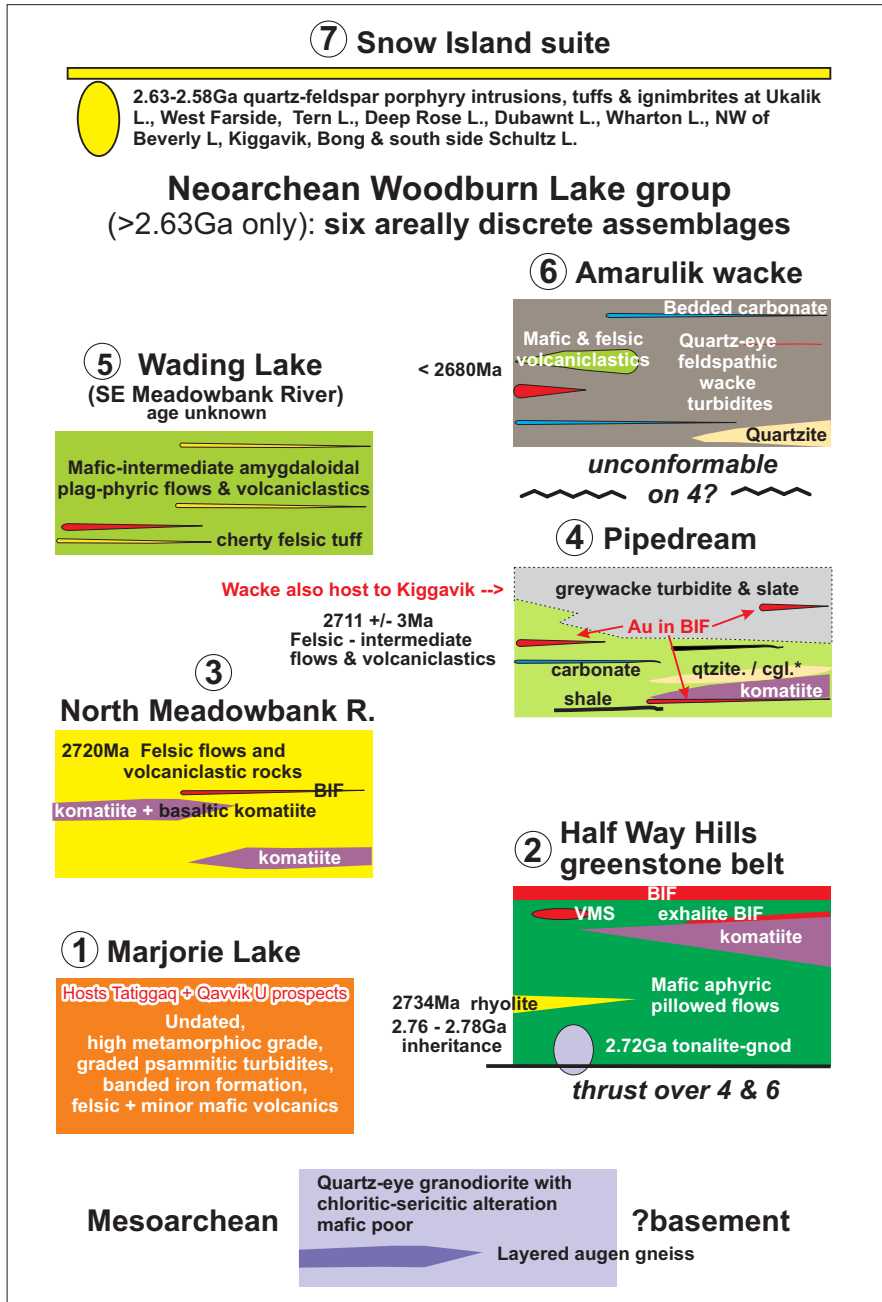 7 Snow Island suite
2.63-2.58Ga quartz-feldspar porphyry intrusions, tuffs & ignimbrites at Ukalik
L., West Farside, Tern L., Deep Rose L., Dubawnt L., Wharton L., NW of
Beverly L, Kiggavik, Bong & south side Schultz L.
Neoarchean Woodburn Lake group
(>2.63Ga only): six areally discrete assemblages
6 Amarulik wacke
Bedded carbonate
Mafic & felsic
volcaniclastics
Quartz-eye
feldspathic
wacke
turbidites
Quartzite
< 2680Ma
unconformable
on 4?
5 Wading Lake
(SE Meadowbank River)
age unknown
Mafic-intermediate amygdaloidal
plag-phyric flows & volcaniclastics
cherty felsic tuff
4 Pipedream
Wacke also host to Kiggavik -->
greywacke turbidite & slate
2711 +/- 3Ma
Felsic - intermediate
flows & volcaniclastics
Au in BIF
carbonate
qtzite. / cgl.*
komatiite
shale
3
North Meadowbank R.
2720Ma Felsic flows and
volcaniclastic rocks
BIF
komatiite + basaltic komatiite
komatiite
2 Half Way Hills
greenstone belt
BIF
VMS exhalite BIF
komatiite
2734Ma rhyolite
2.76 - 2.78Ga
inheritance
Mafic aphyric
pillowed flows
2.72Ga tonalite-gnod
thrust over 4 & 6
1 Marjorie Lake
Hosts Tatiggaq + Qavvik U prospects
Undated,
high metamorphioc grade,
graded psammitic turbidites,
banded iron formation,
felsic + minor mafic volcanics
Mesoarchean
Quartz-eye granodiorite with
chloritic-sericitic alteration
mafic poor
Layered augen gneiss
?basement